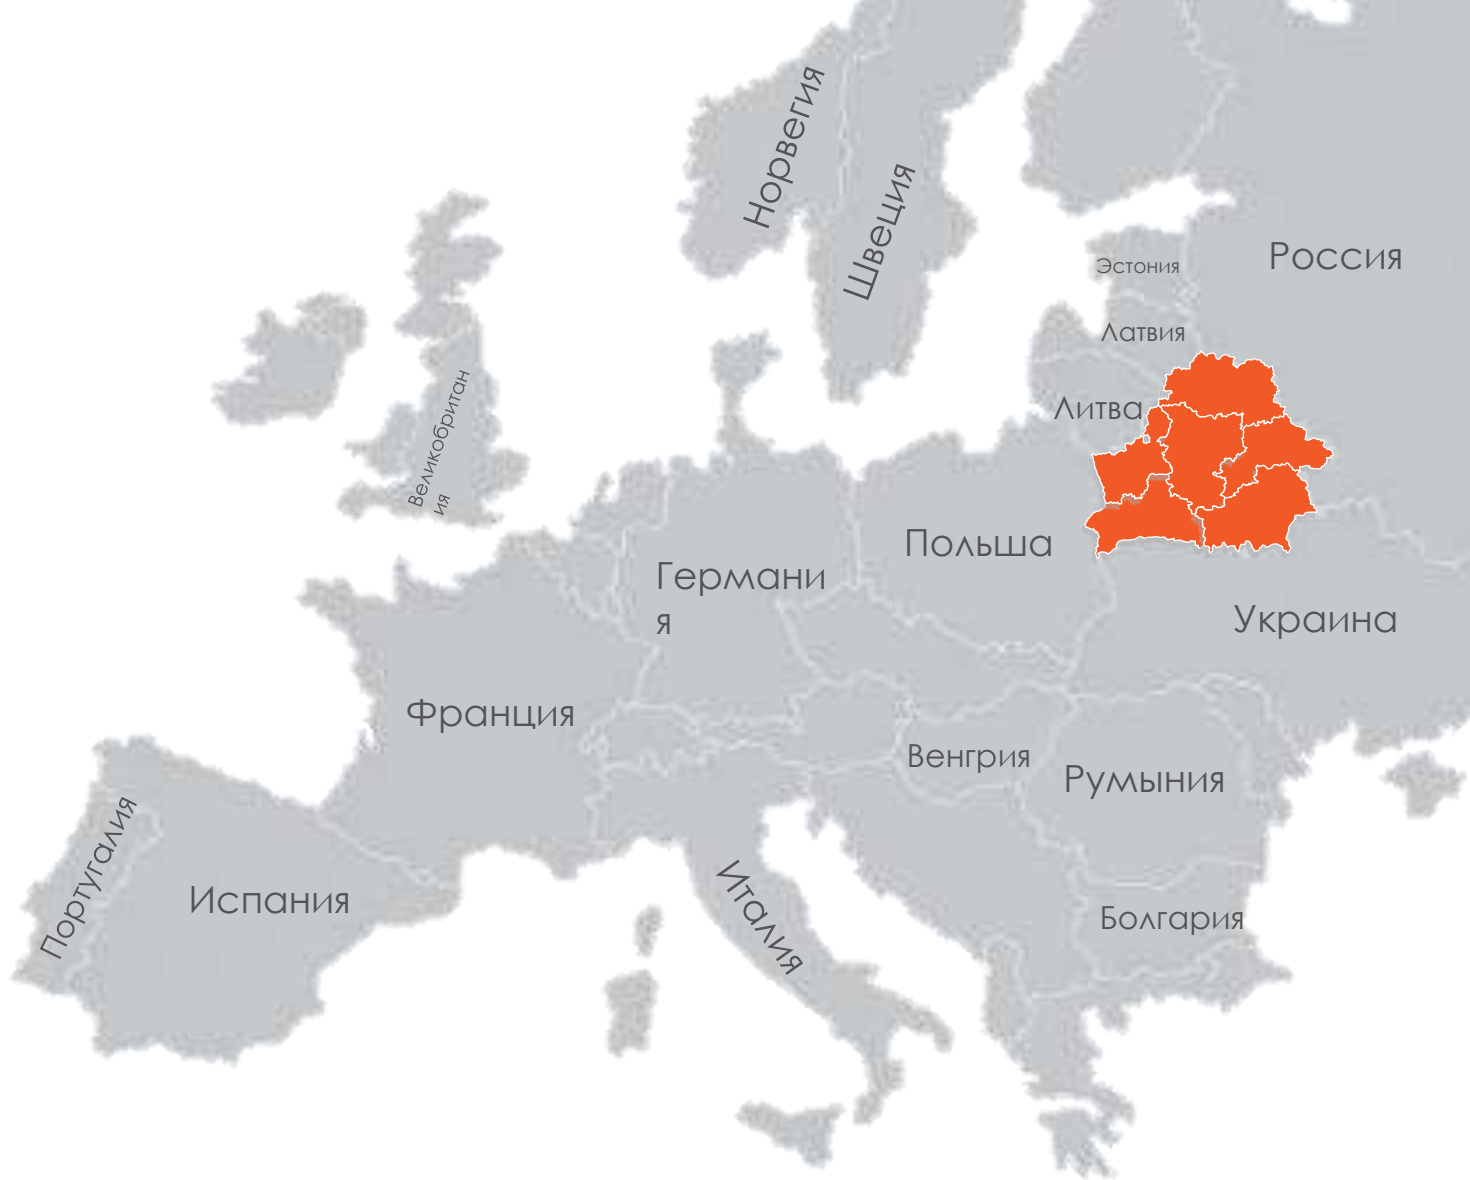 Норвегия
Швеция
Россия
Эстония
Латвия
Литва
Великобритан
ия
Польша
Германи
я
Украина
Франция
Венгрия
Румыния
Португалия
Испания
Италия
Болгария